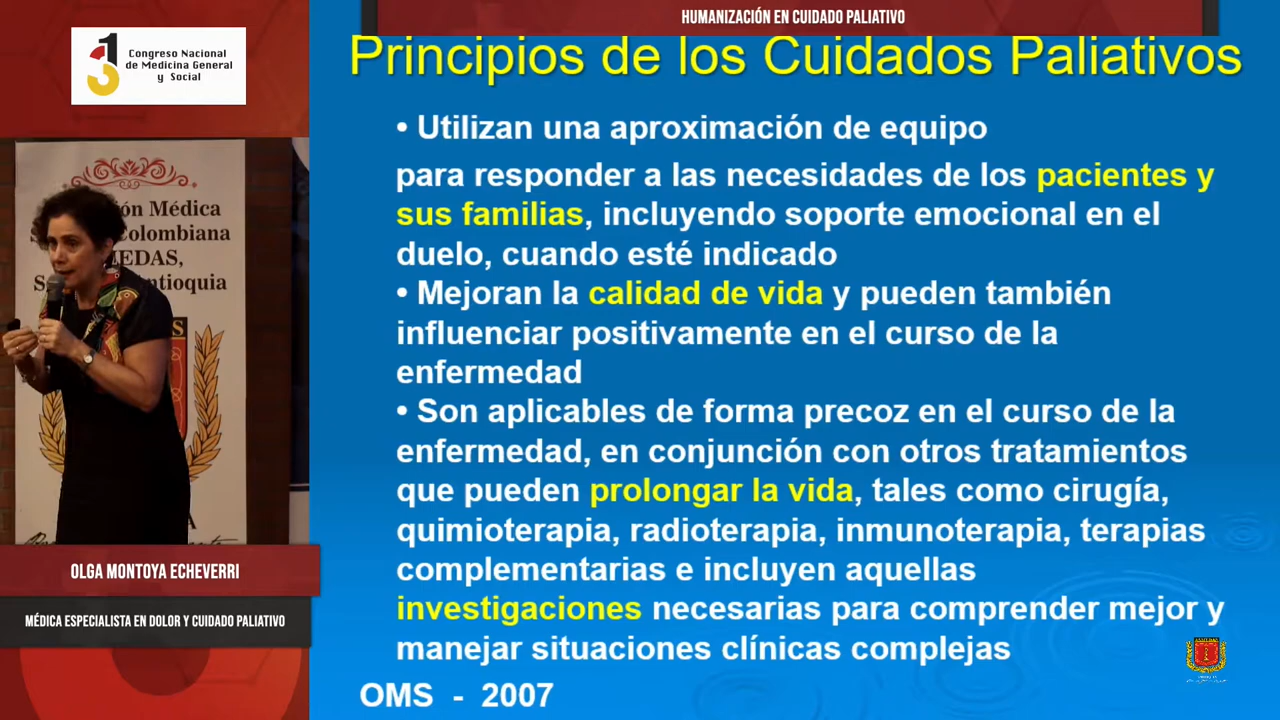 HUMANIZACIÓN EN CUIDADO PALIATIVO
13
Congreso Nacional
de Medicina General
y Social
Principios de los Cuidados Paliativos
• Utilizan una aproximación de equipo
para responder a las necesidades de los pacientes y
sus familias, incluyendo soporte emocional en el
duelo, cuando esté indicado
• Mejoran la calidad de vida y pueden también
influenciar positivamente en el curso de la
enfermedad
• Son aplicables de forma precoz en el curso de la
enfermedad, en conjunción con otros tratamientos
que pueden prolongar la vida, tales como cirugía,
quimioterapia, radioterapia, inmunoterapia, terapias
complementarias e incluyen aquellas
investigaciones necesarias para comprender mejor y
manejar situaciones clínicas complejas
OMS - 2007
Médica
Colombiana
OLGA MONTOYA ECHEVERRI
MÉDICA ESPECIALISTA EN DOLOR Y CUIDADO PALIATIVO